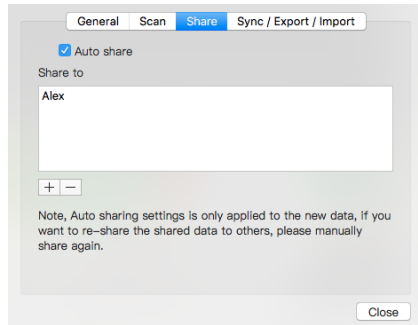 General Scan Share Sync / Export / Import
Auto share
Share to
Alex
+ −
Note, Auto sharing settings is only applied to the new data, if you
want to re-share the shared data to others, please manually
share again.
Close